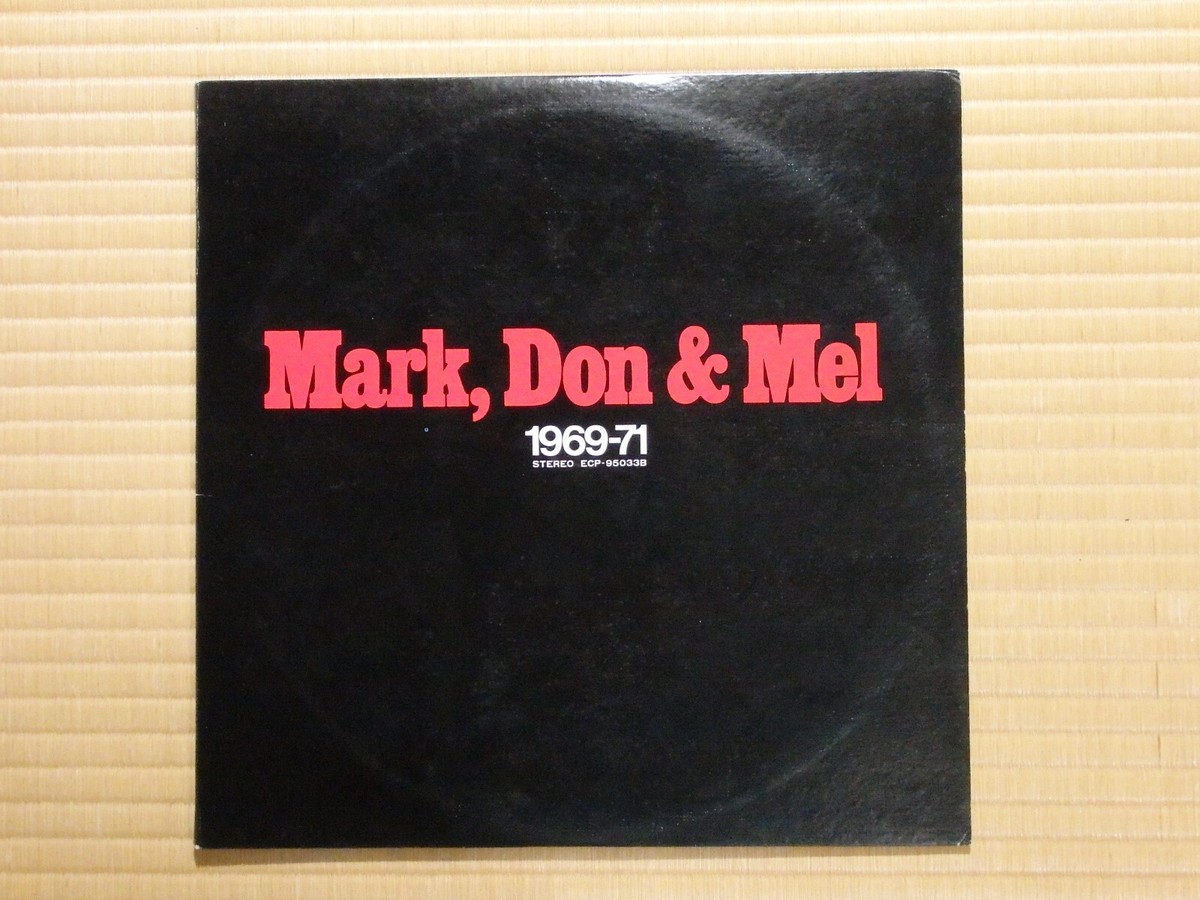 Mark, Don & Mel
1969-71
STEREO ECP-95033B